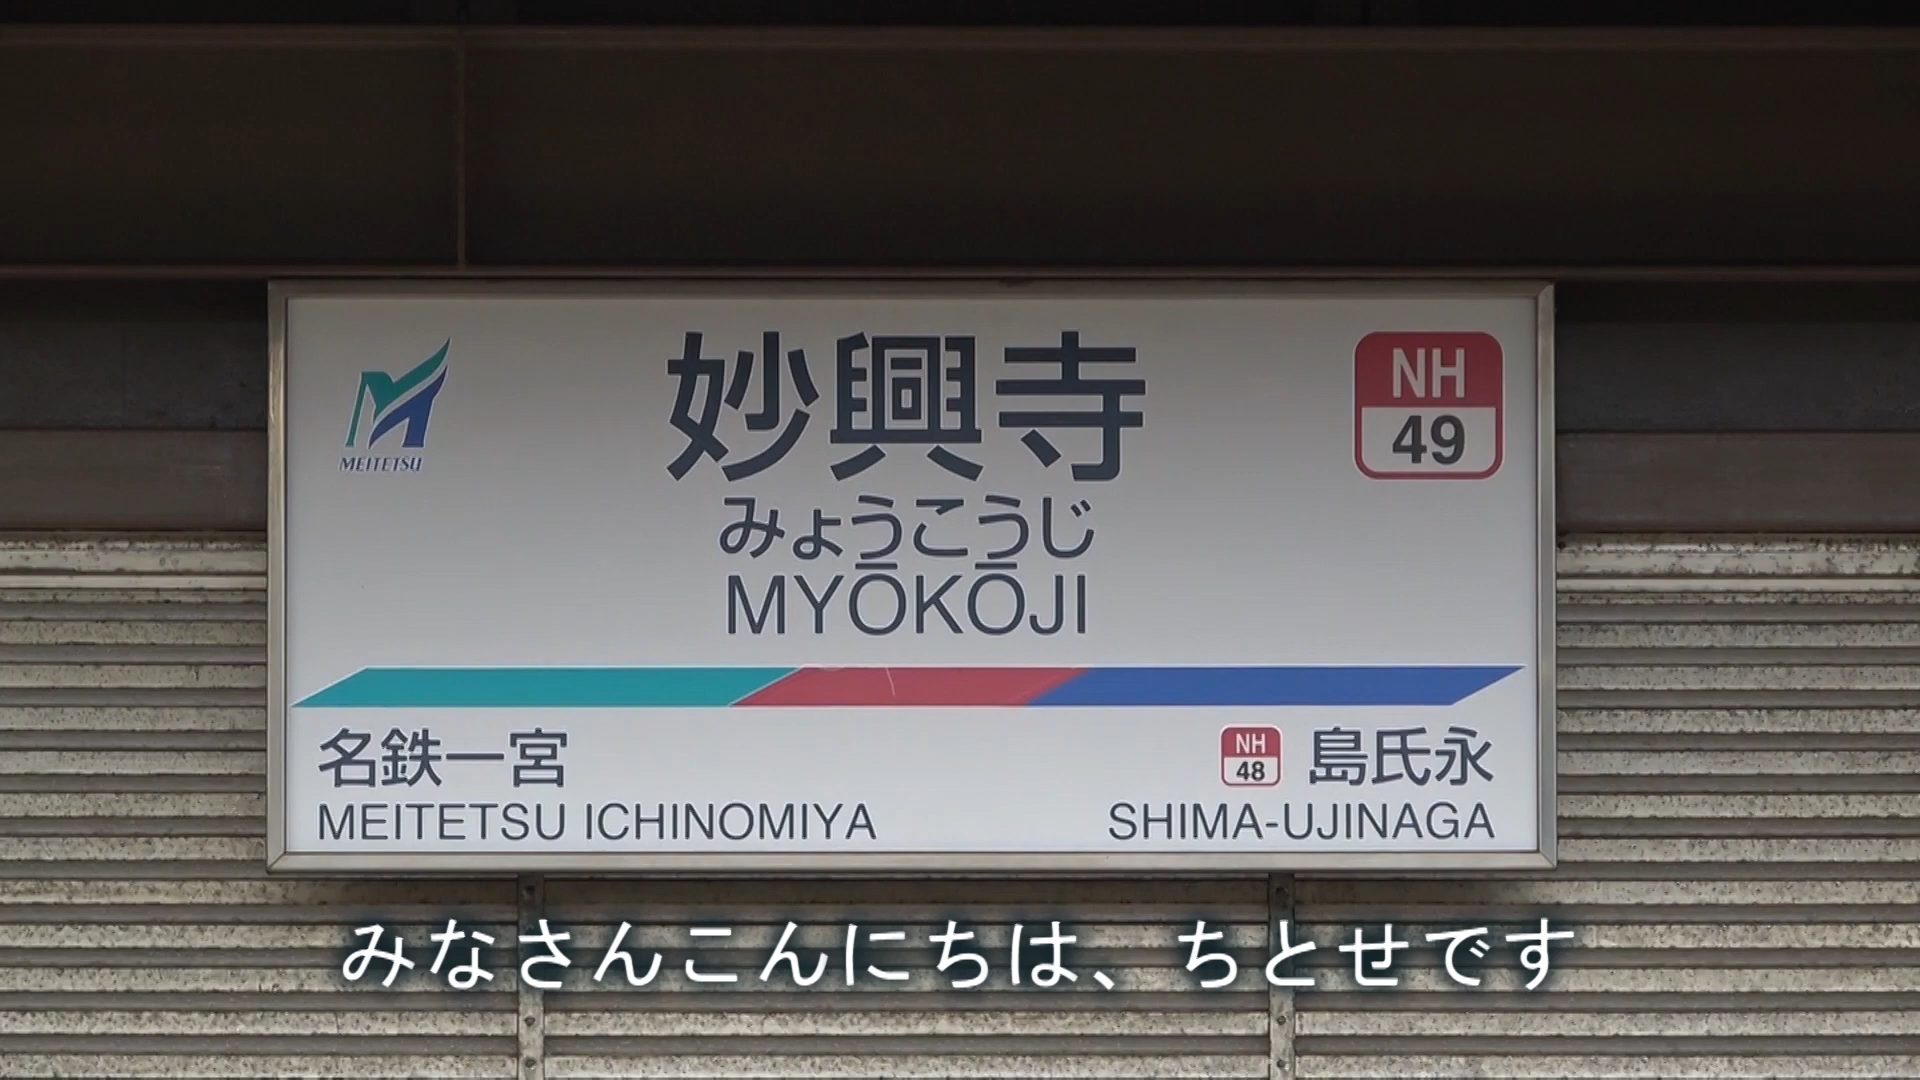 MEITETSU
妙興寺
NH
49
みょうこうじ
MYŌKŌJI
名鉄一宮
MEITETSU ICHINOMIYA
NH
48
島氏永
SHIMA-UJINAGA
みなさんこんにちは、ちとせです